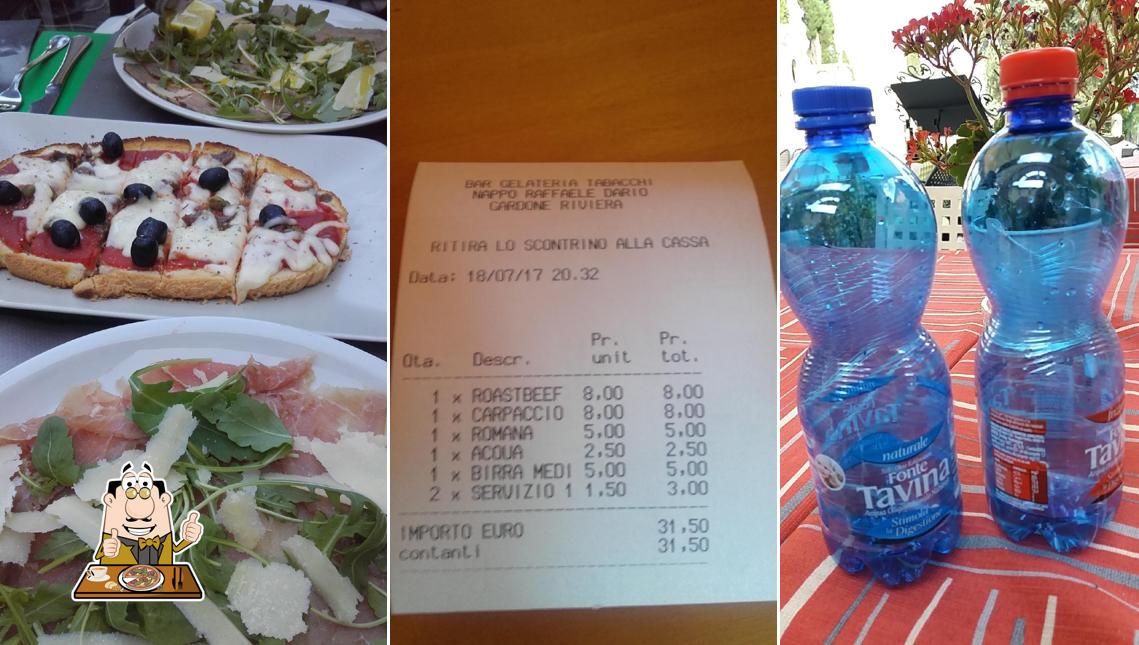 BAR GELATERIA TABACCHI
NAPPO RAFFAELE DARIO
GARDONE RIVIERA
RITIRA LO SCONTRINO ALLA CASSA
Data: 18/07/17 20.32
Qta. Descr. Pr. unit Pr. tot.
1 x ROASTBEEF 8,00 8,00
1 x CARPACCIO 8,00 8,00
1 x ROMANA 5,00 5,00
1 x ACQUA 2,50 2,50
1 x BIRRA MEDI 5,00 5,00
2 x SERVIZIO 1 1,50 3,00
IMPORTO EURO 31,50
contanti 31,50
naturale
Fonte
Tavina
Stimola
la Digestione
Tav